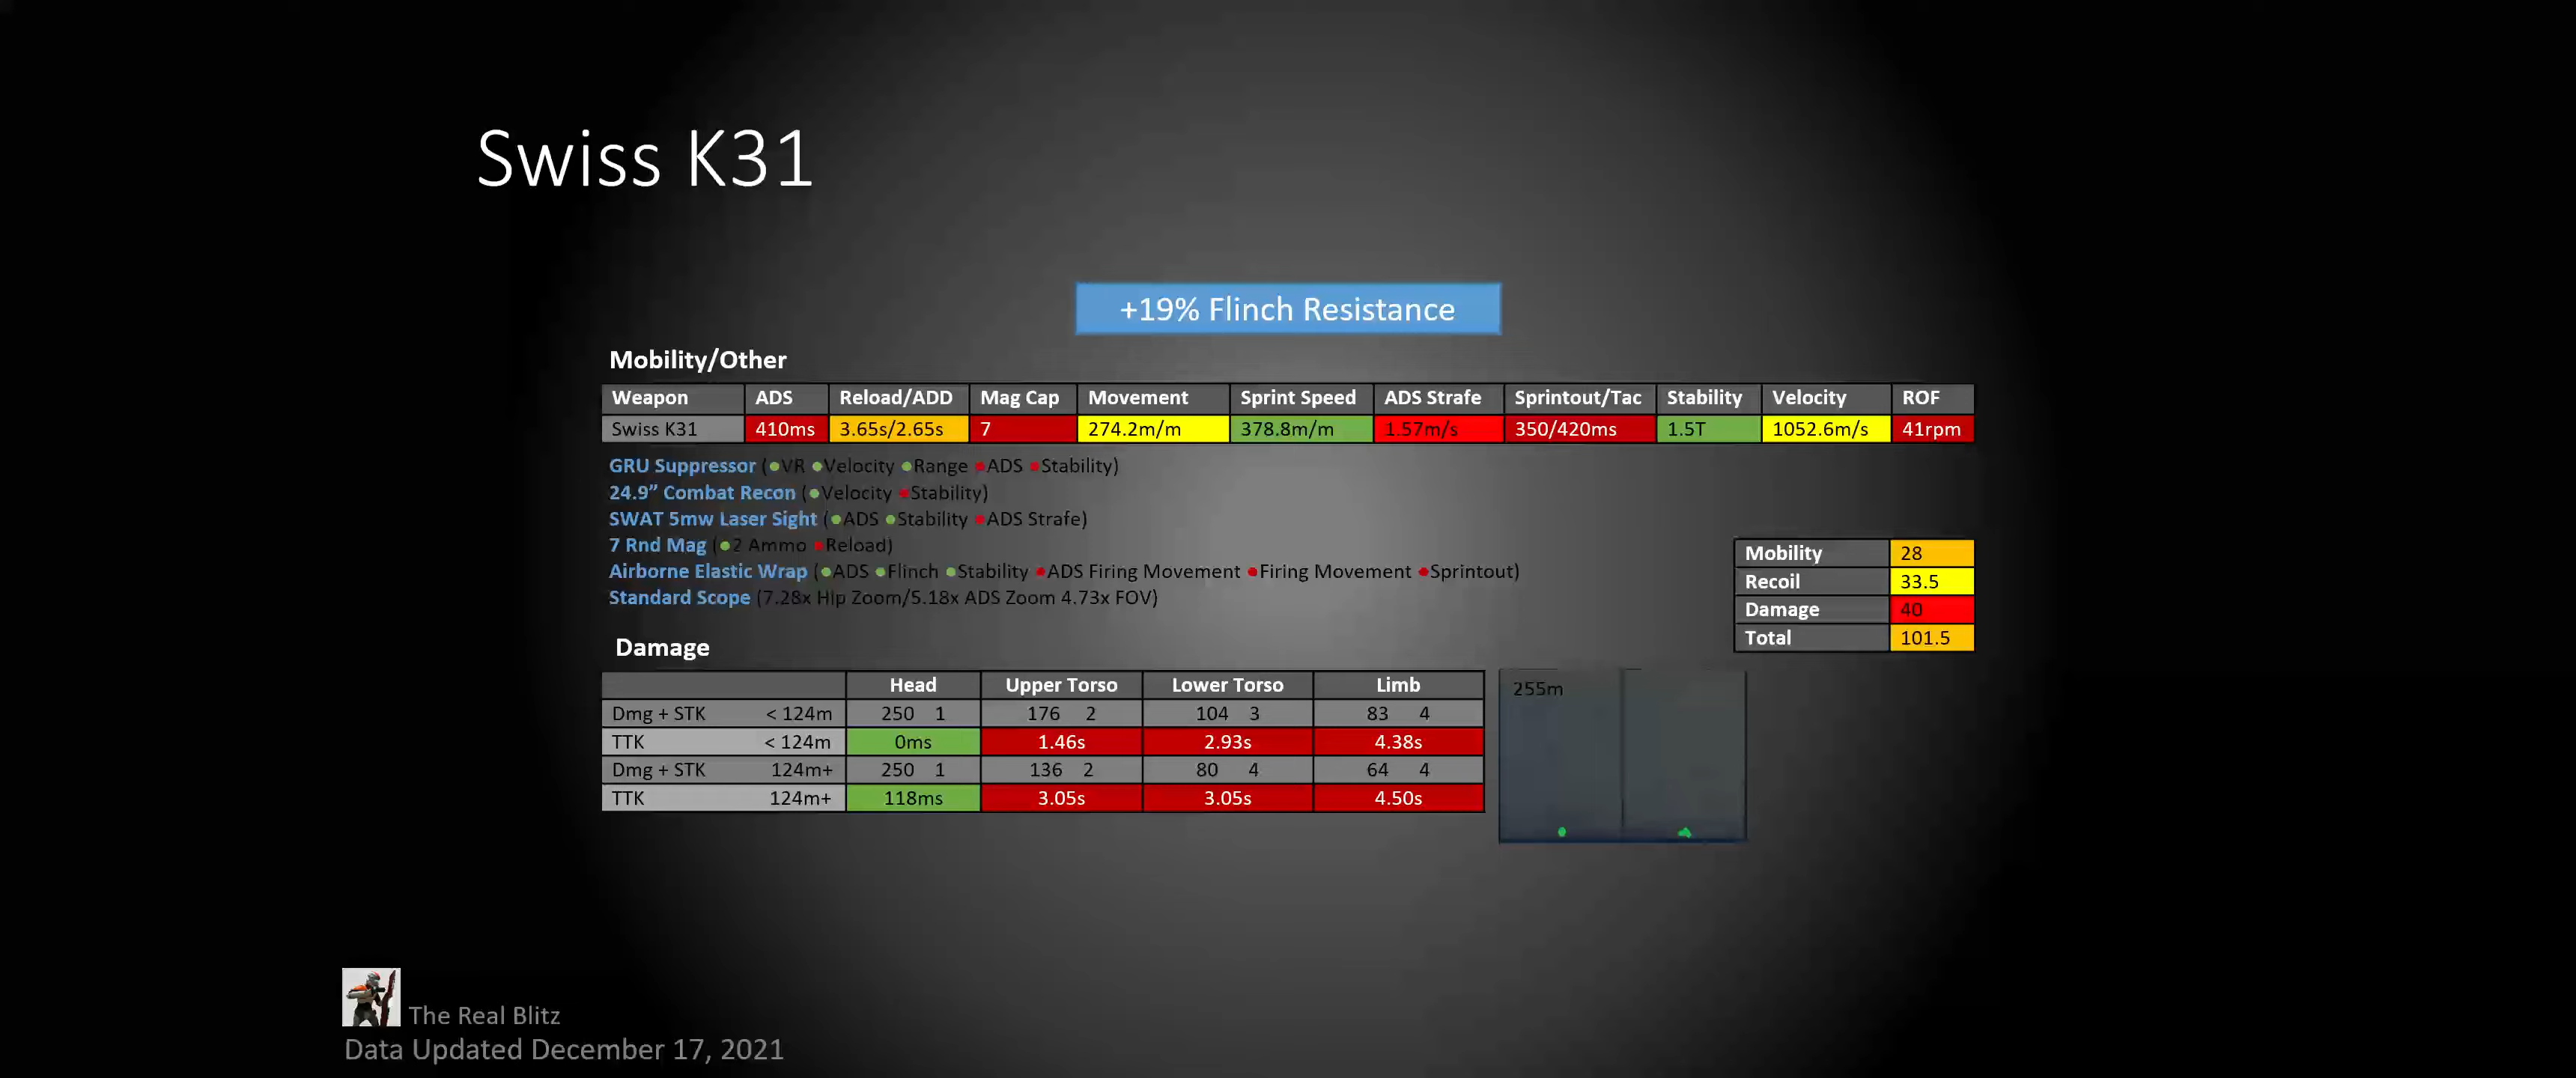 Swiss K31
+19% Flinch Resistance
Mobility/Other
Weapon ADS Reload/ADD Mag Cap Movement Sprint Speed ADS Strafe Sprintout/Tac Stability Velocity ROF
Swiss K31 410ms 3.65s/2.65s 7 274.2m/m 378.8m/m 1.57m/s 350/420ms 1.5T 1052.6m/s 41rpm
GRU Suppressor (●VR ●Velocity ●Range ●ADS ●Stability)
24.9” Combat Recon (●Velocity ●Stability)
SWAT 5mw Laser Sight (●ADS ●Stability ●ADS Strafe)
7 Rnd Mag (●2 Ammo ●Reload)
Airborne Elastic Wrap (●ADS ●Flinch ●Stability ●ADS Firing Movement ●Firing Movement ●Sprintout)
Standard Scope (7.28x Hip Zoom/5.18x ADS Zoom 4.73x FOV)
Mobility 28
Recoil 33.5
Damage 40
Total 101.5
Damage
Head Upper Torso Lower Torso Limb
Dmg + STK < 124m 250 1 176 2 104 3 83 4
TTK < 124m 0ms 1.46s 2.93s 4.38s
Dmg + STK 124m+ 250 1 136 2 80 4 64 4
TTK 124m+ 118ms 3.05s 3.05s 4.50s
255m
The Real Blitz
Data Updated December 17, 2021